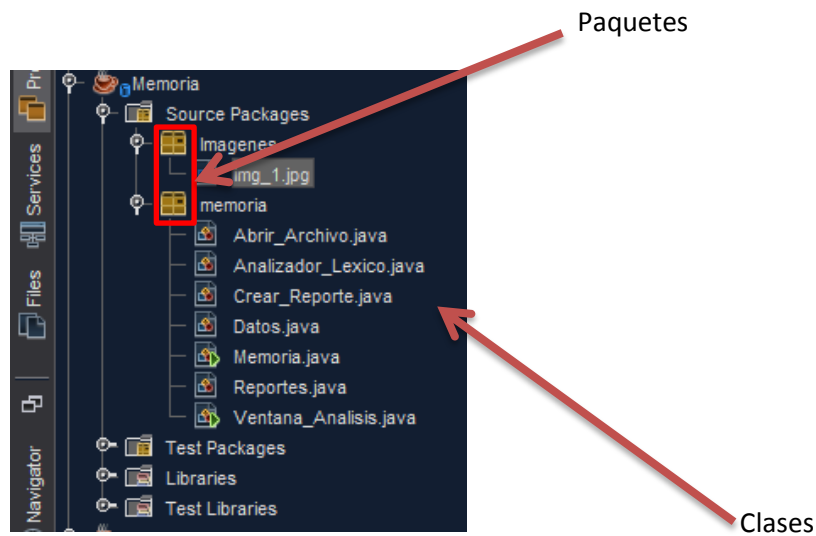 Paquetes
Pr
Services
Files
Navigator
Memoria
Source Packages
Imagenes
img_1.jpg
memoria
Abrir_Archivo.java
Analizador_Lexico.java
Crear_Reporte.java
Datos.java
Memoria.java
Reportes.java
Ventana_Analisis.java
Test Packages
Libraries
Test Libraries
Clases